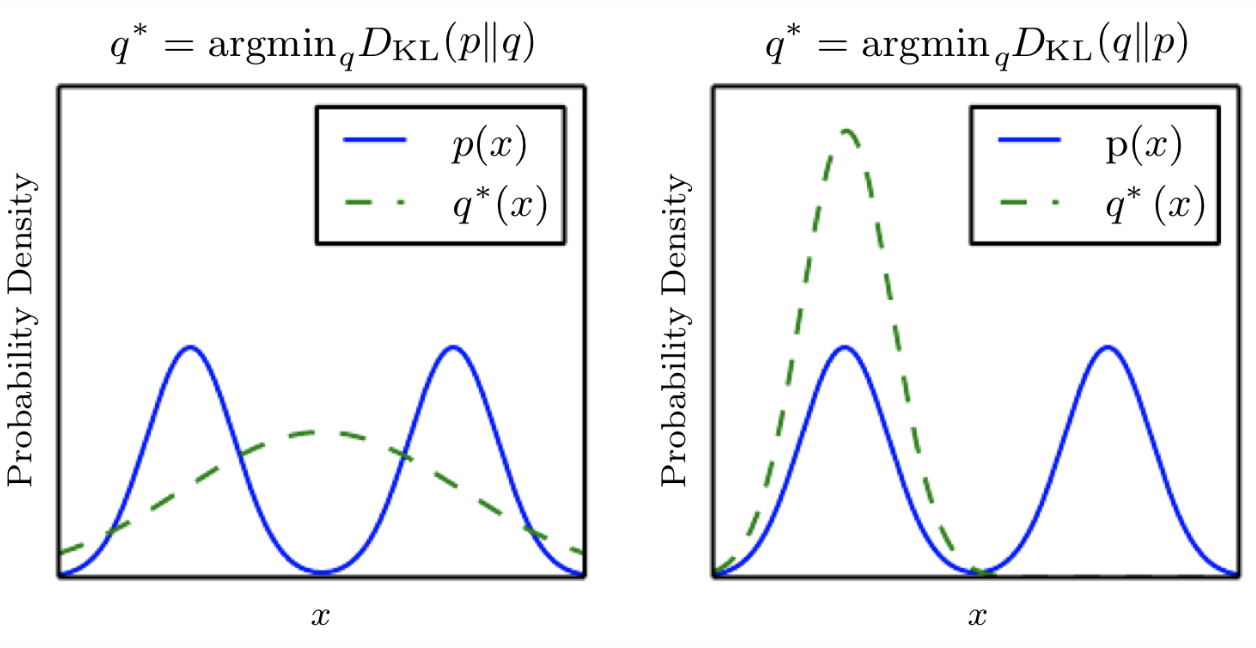 q* = argmin_q D_KL(p‖q)
p(x)
q*(x)
Probability Density
x
q* = argmin_q D_KL(q‖p)
p(x)
q* (x)
Probability Density
x